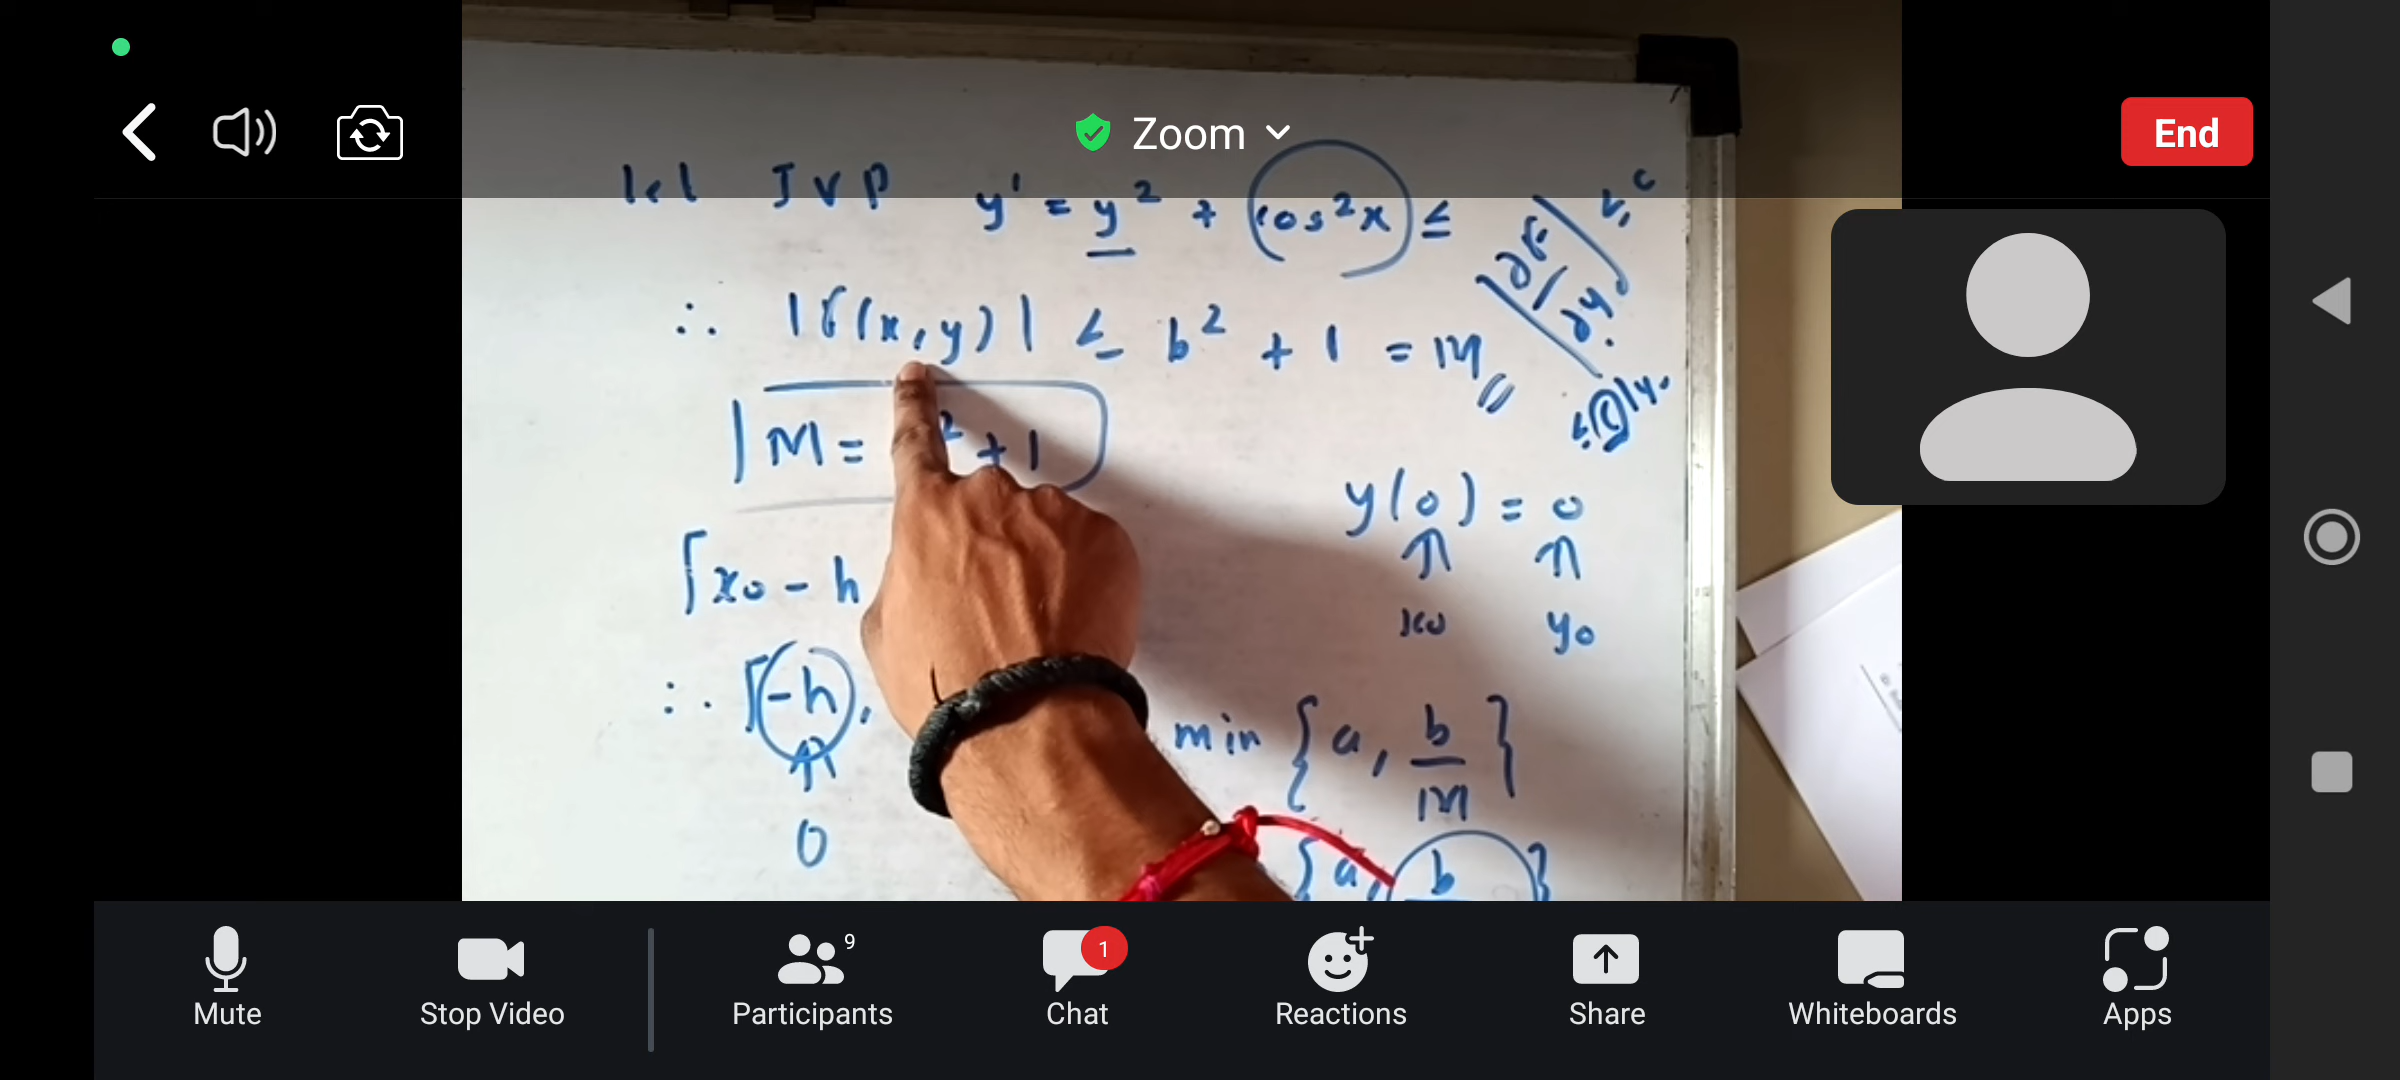 Zoom
End
let IVP y' = y² + cos²x ≤
∴ |f(x,y)| ≤ b² + 1 = M
∂f/∂y
M = ² + 1
y(0) = 0
x0 y0
[x0 - h
∴ [-h,
0
min {a, b/M}
{a, b }
9
1
Mute
Stop Video
Participants
Chat
Reactions
Share
Whiteboards
Apps